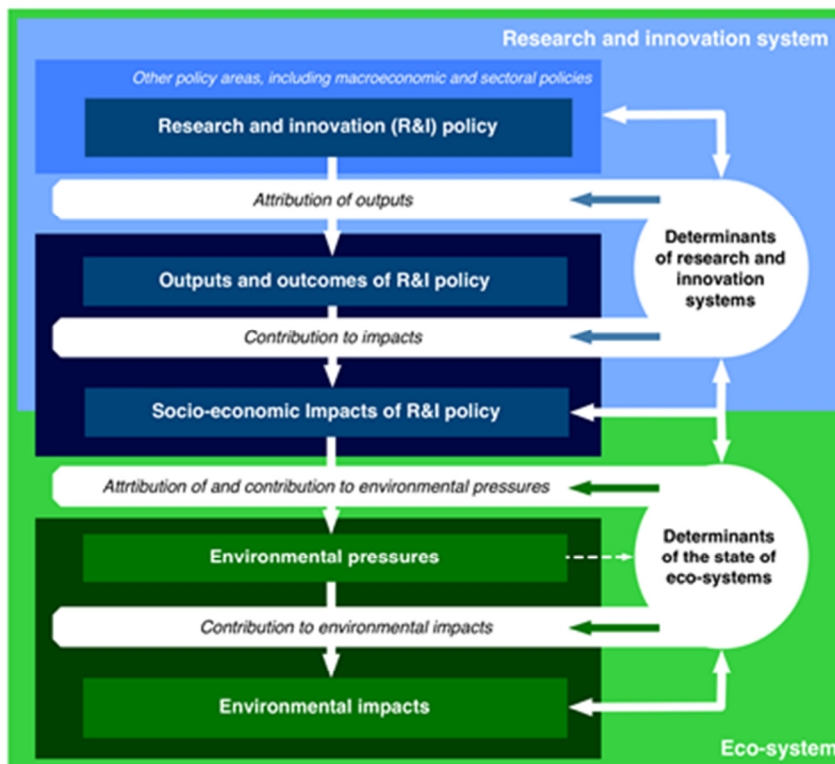 Research and innovation system
Other policy areas, including macroeconomic and sectoral policies
Research and innovation (R&I) policy
Attribution of outputs
Determinants
of research and
innovation
systems
Outputs and outcomes of R&I policy
Contribution to impacts
Socio-economic Impacts of R&I policy
Attrtibution of and contribution to environmental pressures
Environmental pressures
Determinants
of the state of
eco-systems
Contribution to environmental impacts
Environmental impacts
Eco-system